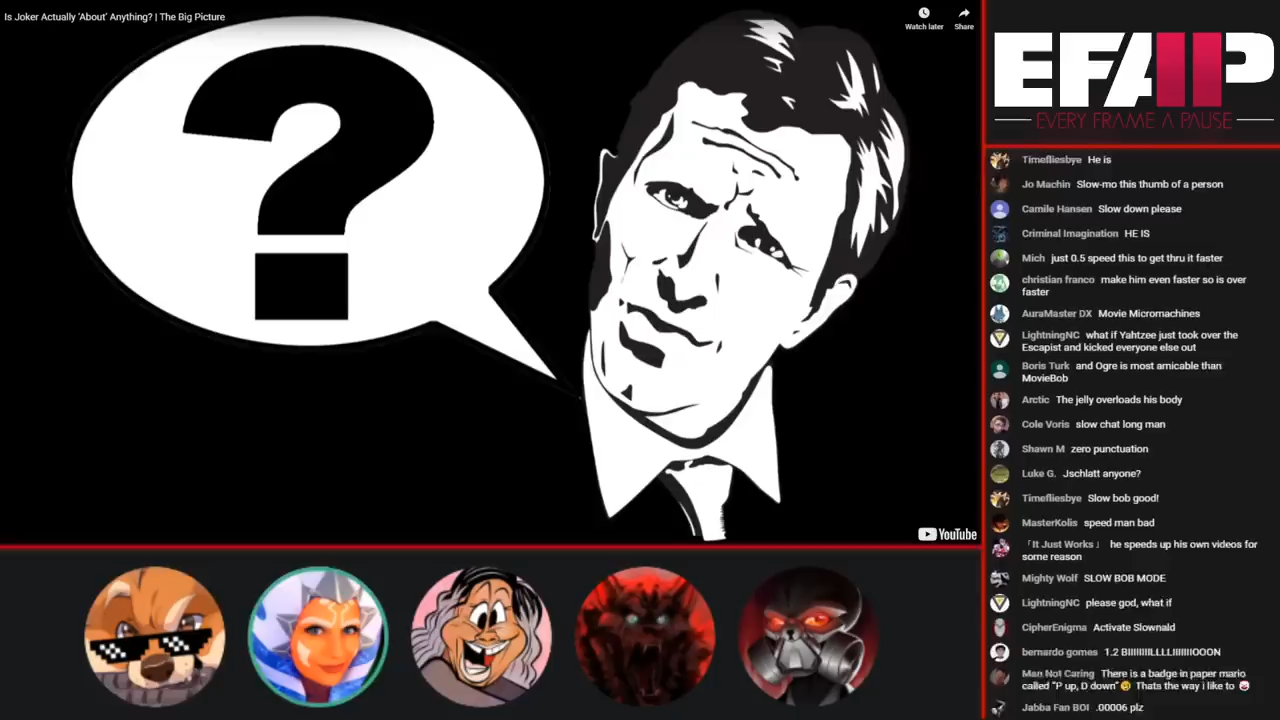 Is Joker Actually 'About' Anything? | The Big Picture
Watch later
Share
?
YouTube
EFAP
EVERY FRAME A PAUSE
Timefliesbye He is
Jo Machin Slow-mo this thumb of a person
Camile Hansen Slow down please
Criminal Imagination HE IS
Mich just 0.5 speed this to get thru it faster
christian franco make him even faster so is over
faster
AuraMaster DX Movie Micromachines
LightningNC what if Yahtzee just took over the
Escapist and kicked everyone else out
Boris Turk and Ogre is most amicable than
MovieBob
Arctic The jelly overloads his body
Cole Voris slow chat long man
Shawn M zero punctuation
Luke G. Jschlatt anyone?
Timefliesbye Slow bob good!
MasterKolis speed man bad
「It Just Works」 he speeds up his own videos for
some reason
Mighty Wolf SLOW BOB MODE
LightningNC please god, what if
CipherEnigma Activate Slownald
bernardo gomes 1.2 BIIIIIIIILLLLIIIIIIIOOON
Man Not Caring There is a badge in paper mario
called "P up, D down" Thats the way i like to
Jabba Fan BOI .00006 plz